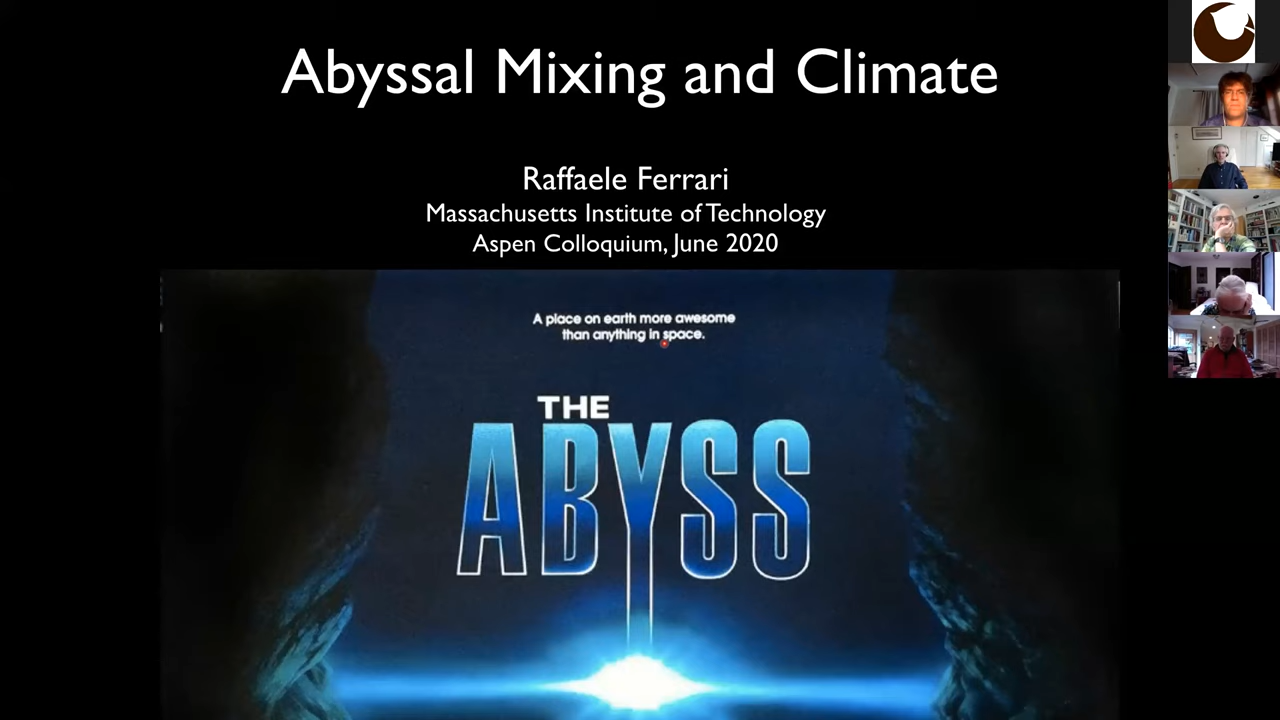 Abyssal Mixing and Climate
Raffaele Ferrari
Massachusetts Institute of Technology
Aspen Colloquium, June 2020
A place on earth more awesome
than anything in space.
THE
ABYSS